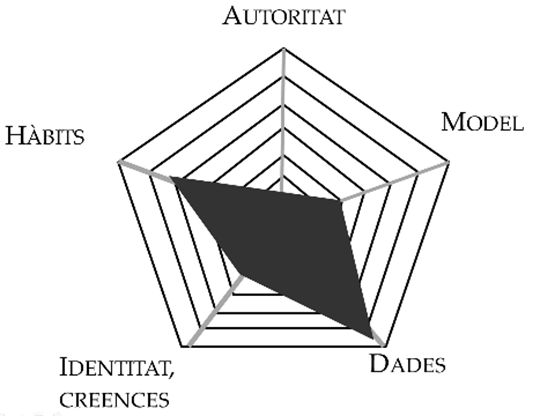 AUTORITAT
HÀBITS
MODEL
IDENTITAT,
CREENCES
DADES